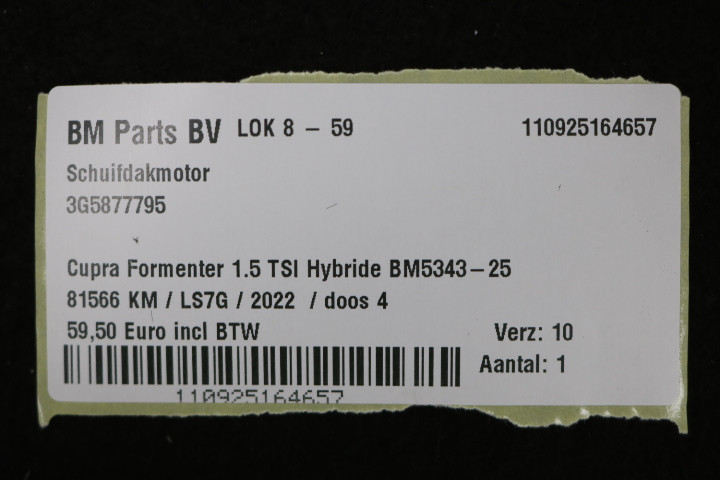 BM Parts BV LOK 8 – 59 110925164657
Schuifdakmotor
3G5877795
Cupra Formenter 1.5 TSI Hybride BM5343–25
81566 KM / LS7G / 2022 / doos 4
59,50 Euro incl BTW Verz: 10
Aantal: 1
110925164657